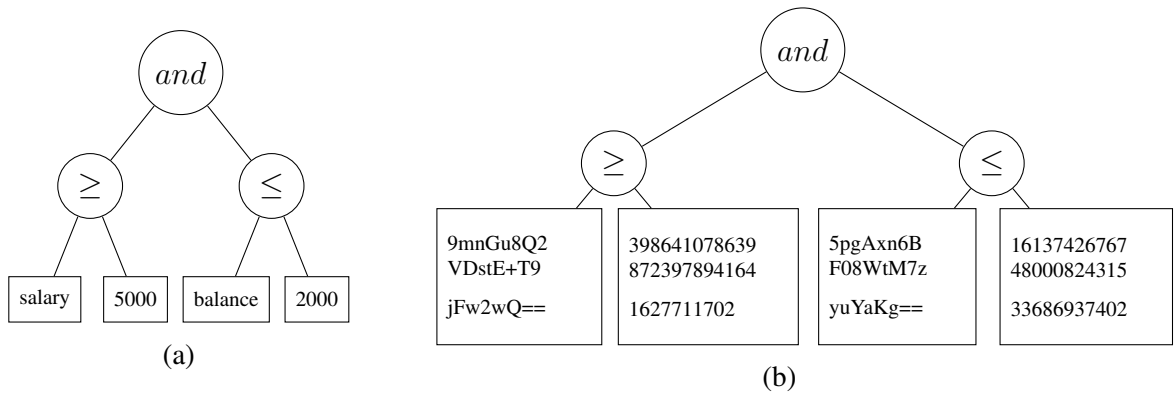 and
≥
≤
salary
5000
balance
2000
(a)
and
≥
≤
9mnGu8Q2
VDstE+T9
jFw2wQ==
398641078639
872397894164
1627711702
5pgAxn6B
F08WtM7z
yuYaKg==
16137426767
48000824315
33686937402
(b)